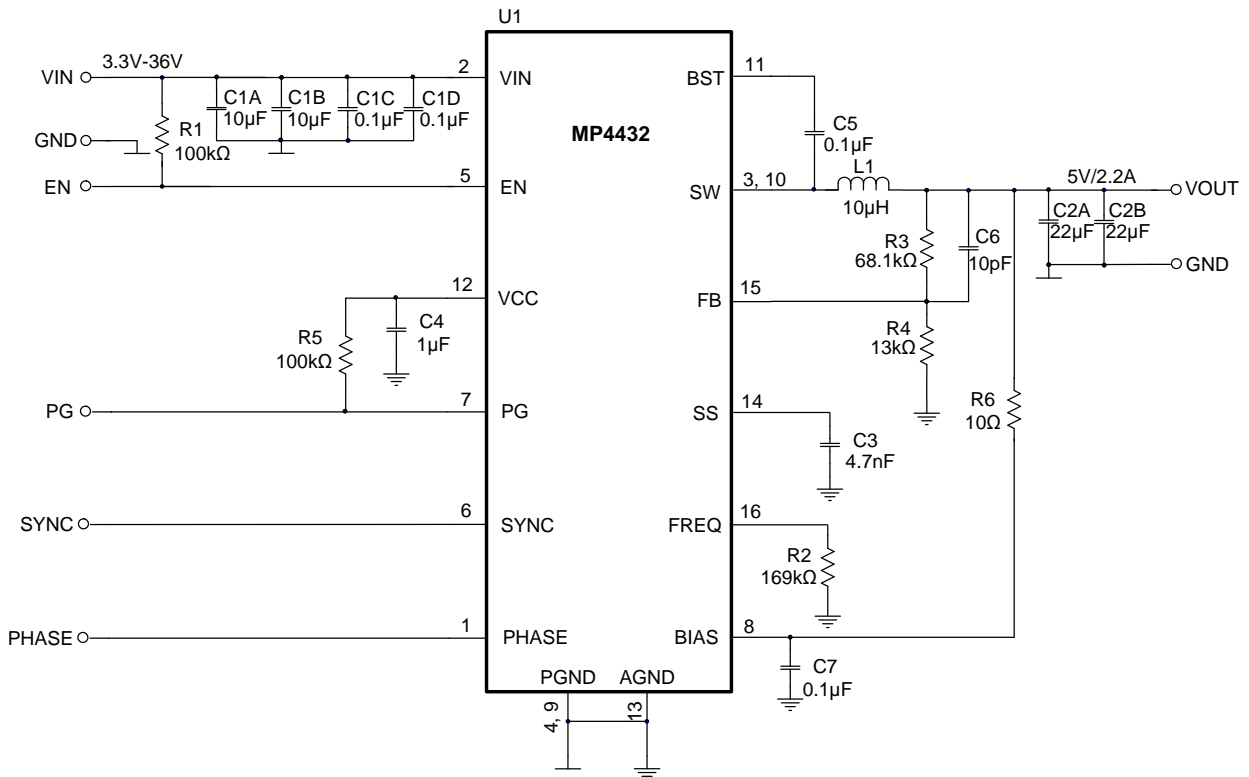 U1
3.3V-36V
VIN
2
VIN
C1A
10µF
C1B
10µF
C1C
0.1µF
C1D
0.1µF
R1
100kΩ
GND
EN
5
EN
MP4432
11
BST
C5
0.1µF
L1
10µH
3, 10
SW
5V/2.2A
VOUT
C2A
22µF
C2B
22µF
GND
R3
68.1kΩ
C6
10pF
15
FB
R4
13kΩ
12
VCC
C4
1µF
R5
100kΩ
PG
7
PG
14
SS
C3
4.7nF
R6
10Ω
SYNC
6
SYNC
16
FREQ
R2
169kΩ
PHASE
1
PHASE
8
BIAS
C7
0.1µF
PGND
AGND
4, 9
13